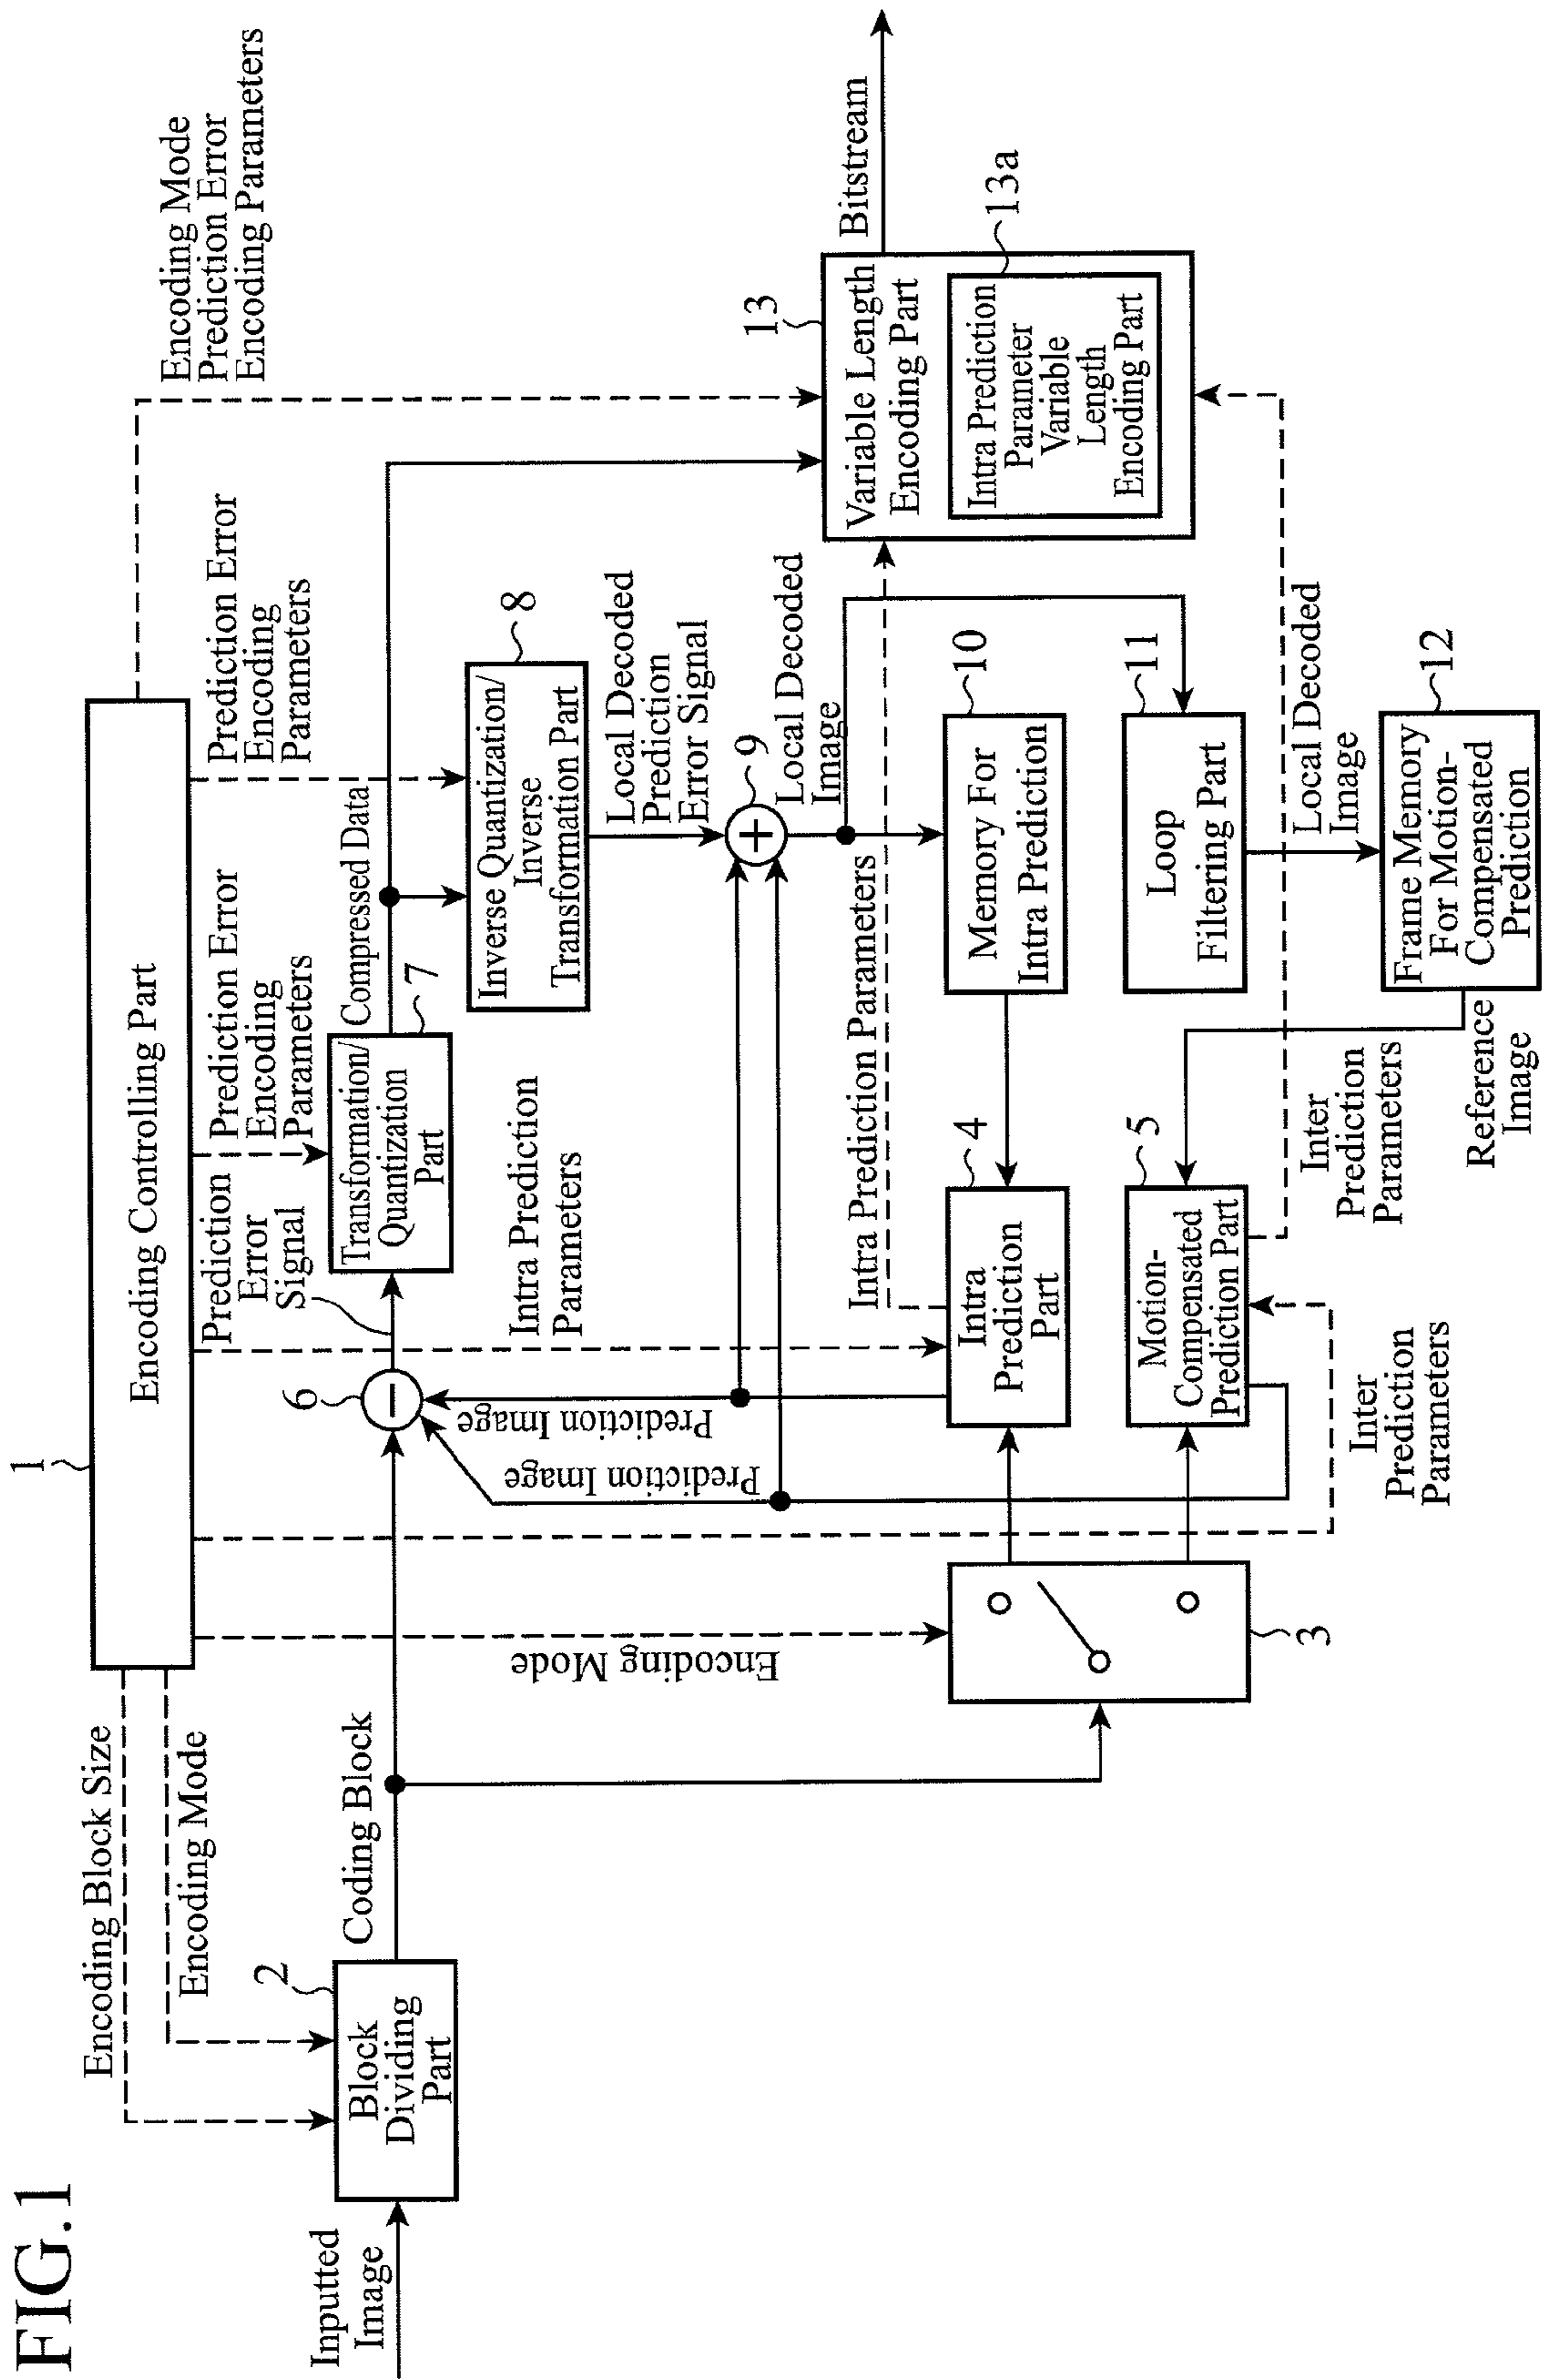 FIG.1
1
Encoding Controlling Part
Encoding Block Size
Encoding Mode
Encoding Mode
Prediction Error
Encoding Parameters
Inputted
Image
2
Block
Dividing
Part
Coding Block
6
−
Prediction
Error
Signal
Prediction Error
Encoding
Parameters
Transformation/
Quantization
Part
7
Compressed Data
Prediction Error
Encoding
Parameters
Inverse Quantization/
Inverse
Transformation Part
8
Local Decoded
Prediction
Error Signal
Encoding Mode
Prediction Image
Prediction Image
Intra Prediction
Parameters
+
9
Local Decoded
Image
13
Variable Length
Encoding Part
Bitstream
Intra Prediction
Parameter
Variable
Length
Encoding Part
13a
3
Intra Prediction Parameters
Intra
Prediction
Part
4
Memory For
Intra Prediction
10
Motion-
Compensated
Prediction Part
5
Loop
Filtering Part
11
Inter
Prediction
Parameters
Inter
Prediction
Parameters
Local Decoded
Image
Reference
Image
Frame Memory
For Motion-
Compensated
Prediction
12